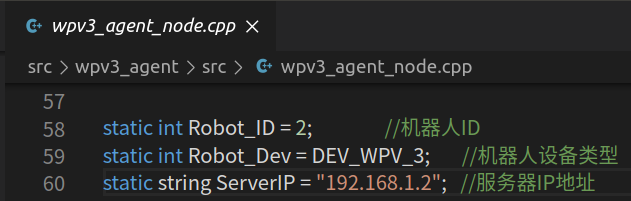 wpv3_agent_node.cpp
src > wpv3_agent > src > wpv3_agent_node.cpp
57
58 static int Robot_ID = 2; //机器人ID
59 static int Robot_Dev = DEV_WPV_3; //机器人设备类型
60 static string ServerIP = "192.168.1.2"; //服务器IP地址